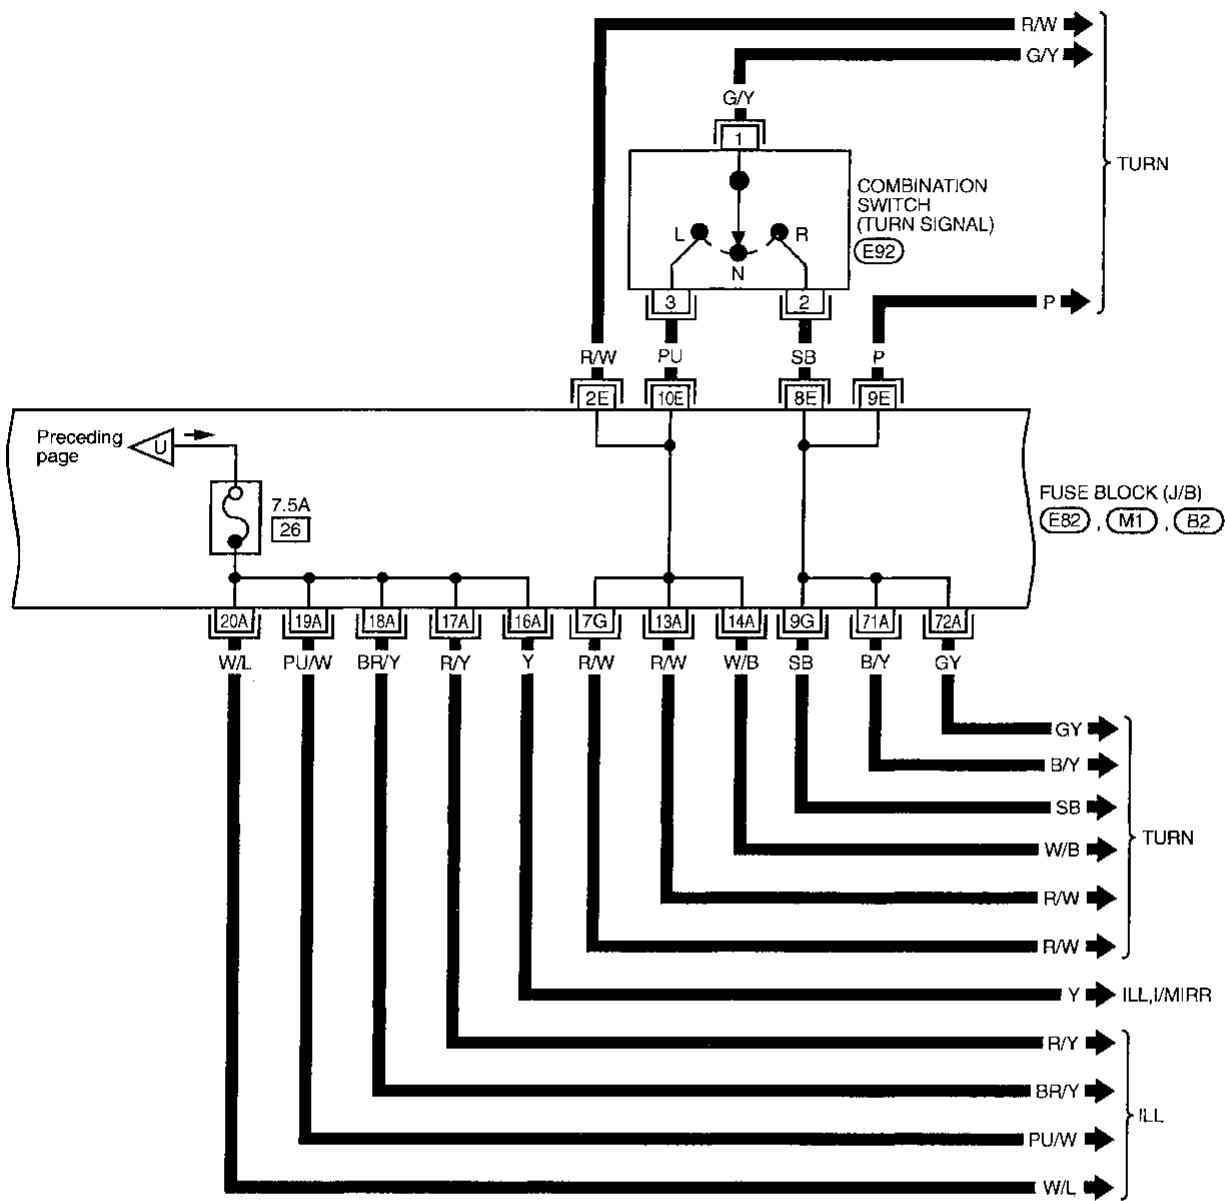 R/W
G/Y
G/Y
1
TURN
COMBINATION
SWITCH
(TURN SIGNAL)
E92
L
R
N
3
2
P
R/W
PU
SB
P
2E
10E
8E
9E
Preceding
page
U
7.5A
26
FUSE BLOCK (J/B)
E82 , M1 , B2
20A
19A
18A
17A
16A
7G
13A
14A
9G
71A
72A
W/L
PU/W
BR/Y
R/Y
Y
R/W
R/W
W/B
SB
B/Y
GY
GY
B/Y
SB
W/B
TURN
R/W
R/W
Y
ILL,I/MIRR
R/Y
BR/Y
ILL
PU/W
W/L